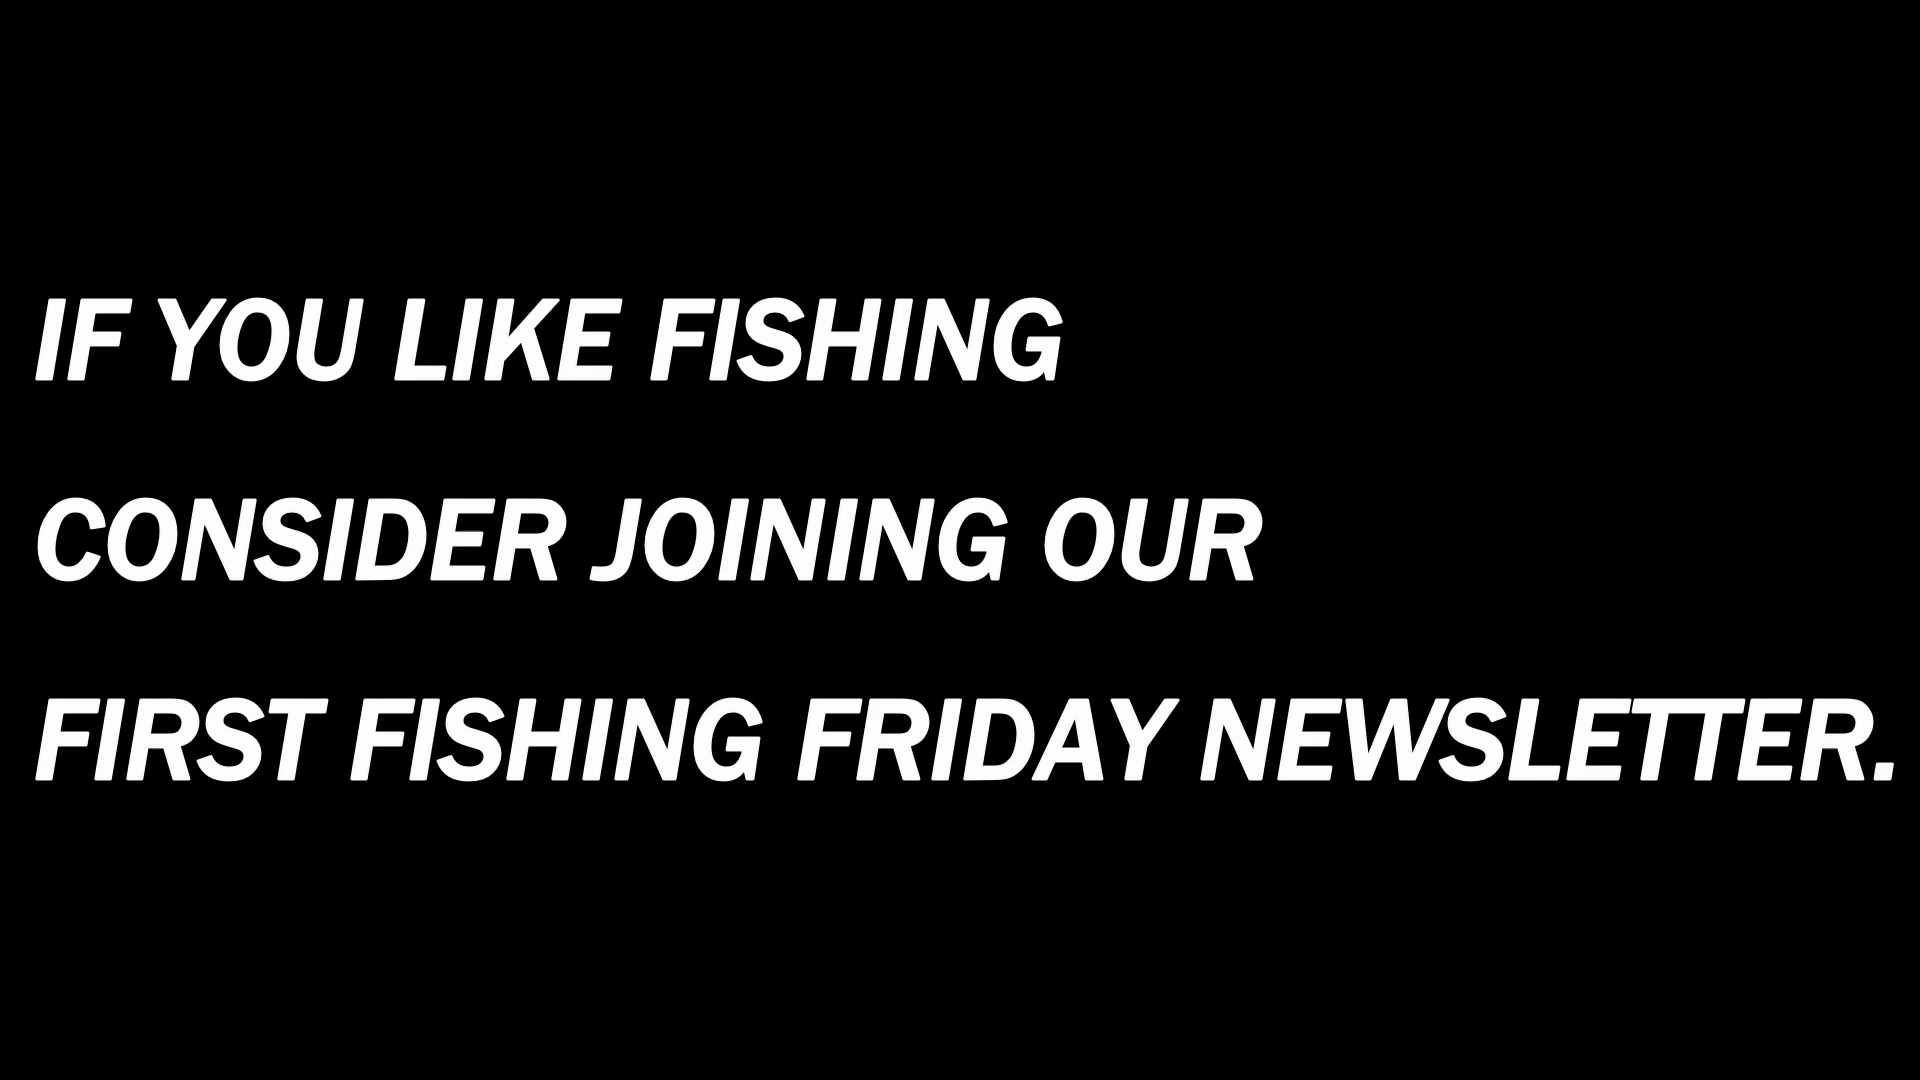 IF YOU LIKE FISHING
CONSIDER JOINING OUR
FIRST FISHING FRIDAY NEWSLETTER.